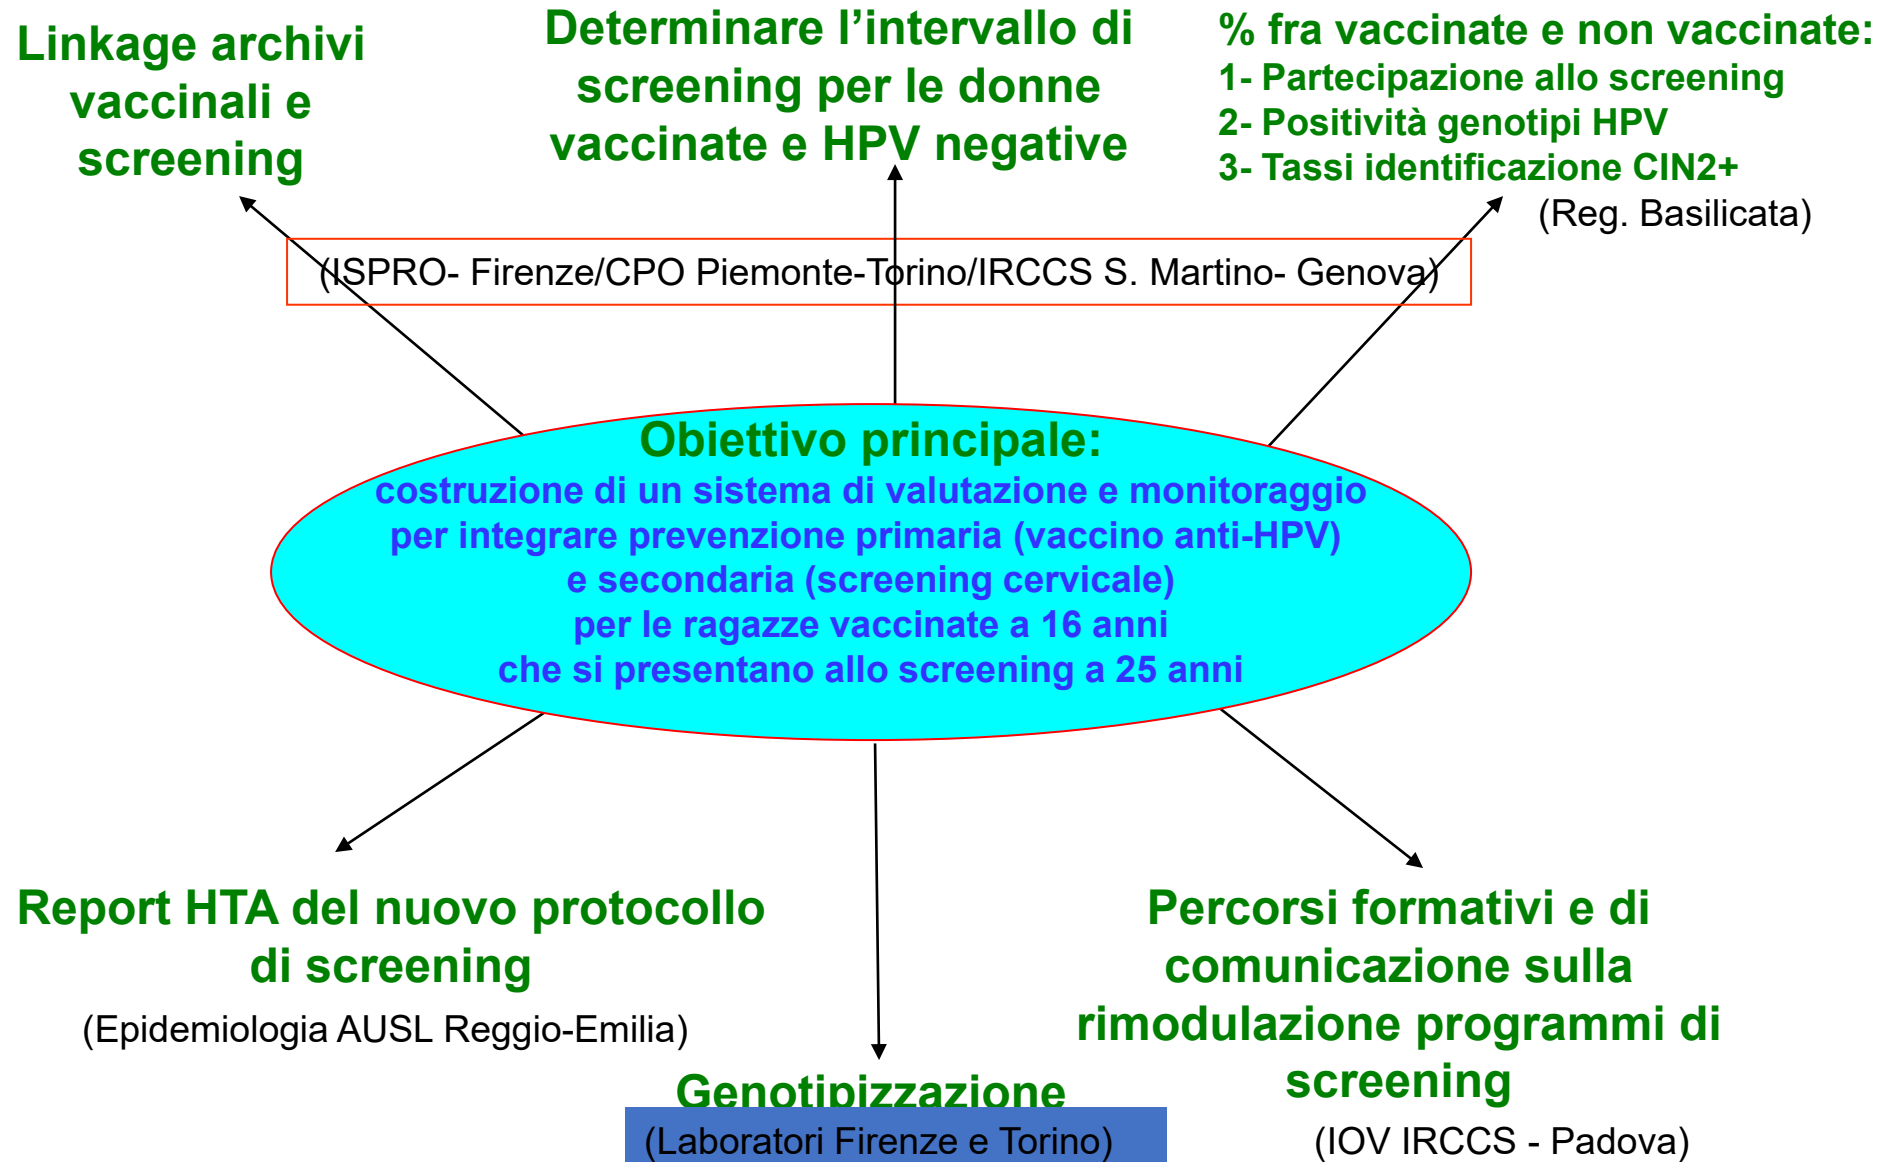 Linkage archivi
vaccinali e
screening
Determinare l’intervallo di
screening per le donne
vaccinate e HPV negative
% fra vaccinate e non vaccinate:
1- Partecipazione allo screening
2- Positività genotipi HPV
3- Tassi identificazione CIN2+
(Reg. Basilicata)
(ISPRO- Firenze/CPO Piemonte-Torino/IRCCS S. Martino- Genova)
Obiettivo principale:
costruzione di un sistema di valutazione e monitoraggio
per integrare prevenzione primaria (vaccino anti-HPV)
e secondaria (screening cervicale)
per le ragazze vaccinate a 16 anni
che si presentano allo screening a 25 anni
Report HTA del nuovo protocollo
di screening
(Epidemiologia AUSL Reggio-Emilia)
Genotipizzazione
(Laboratori Firenze e Torino)
Percorsi formativi e di
comunicazione sulla
rimodulazione programmi di
screening
(IOV IRCCS - Padova)